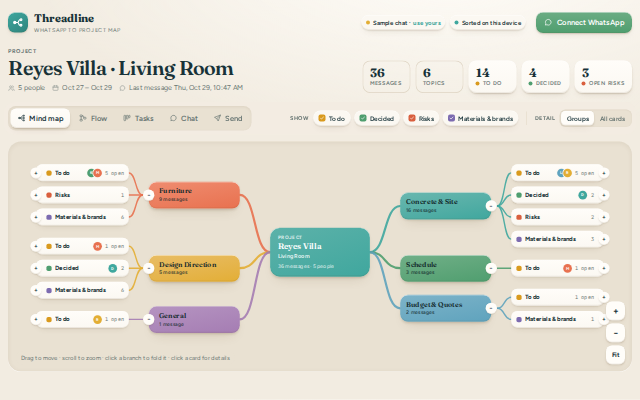 Threadline
WHATSAPP TO PROJECT MAP
Sample chat · use yours
Sorted on this device
Connect WhatsApp
PROJECT
Reyes Villa · Living Room
5 people
Oct 27 – Oct 29
Last message Thu, Oct 29, 10:47 AM
36 MESSAGES
6 TOPICS
14 TO DO
4 DECIDED
3 OPEN RISKS
Mind map
Flow
Tasks
Chat
Send
SHOW
To do
Decided
Risks
Materials & brands
DETAIL
Groups
All cards
To do 5 open
Risks 1
Materials & brands 6
Furniture
9 messages
To do 1 open
Decided 2
Materials & brands 6
Design Direction
5 messages
To do 1 open
General
1 message
PROJECT
Reyes Villa
Living Room
36 messages · 5 people
Concrete & Site
16 messages
To do 5 open
Decided 2
Risks 2
Materials & brands 3
Schedule
3 messages
To do 1 open
Budget & Quotes
2 messages
To do 1 open
Materials & brands 1
+
−
Fit
Drag to move · scroll to zoom · click a branch to fold it · click a card for details